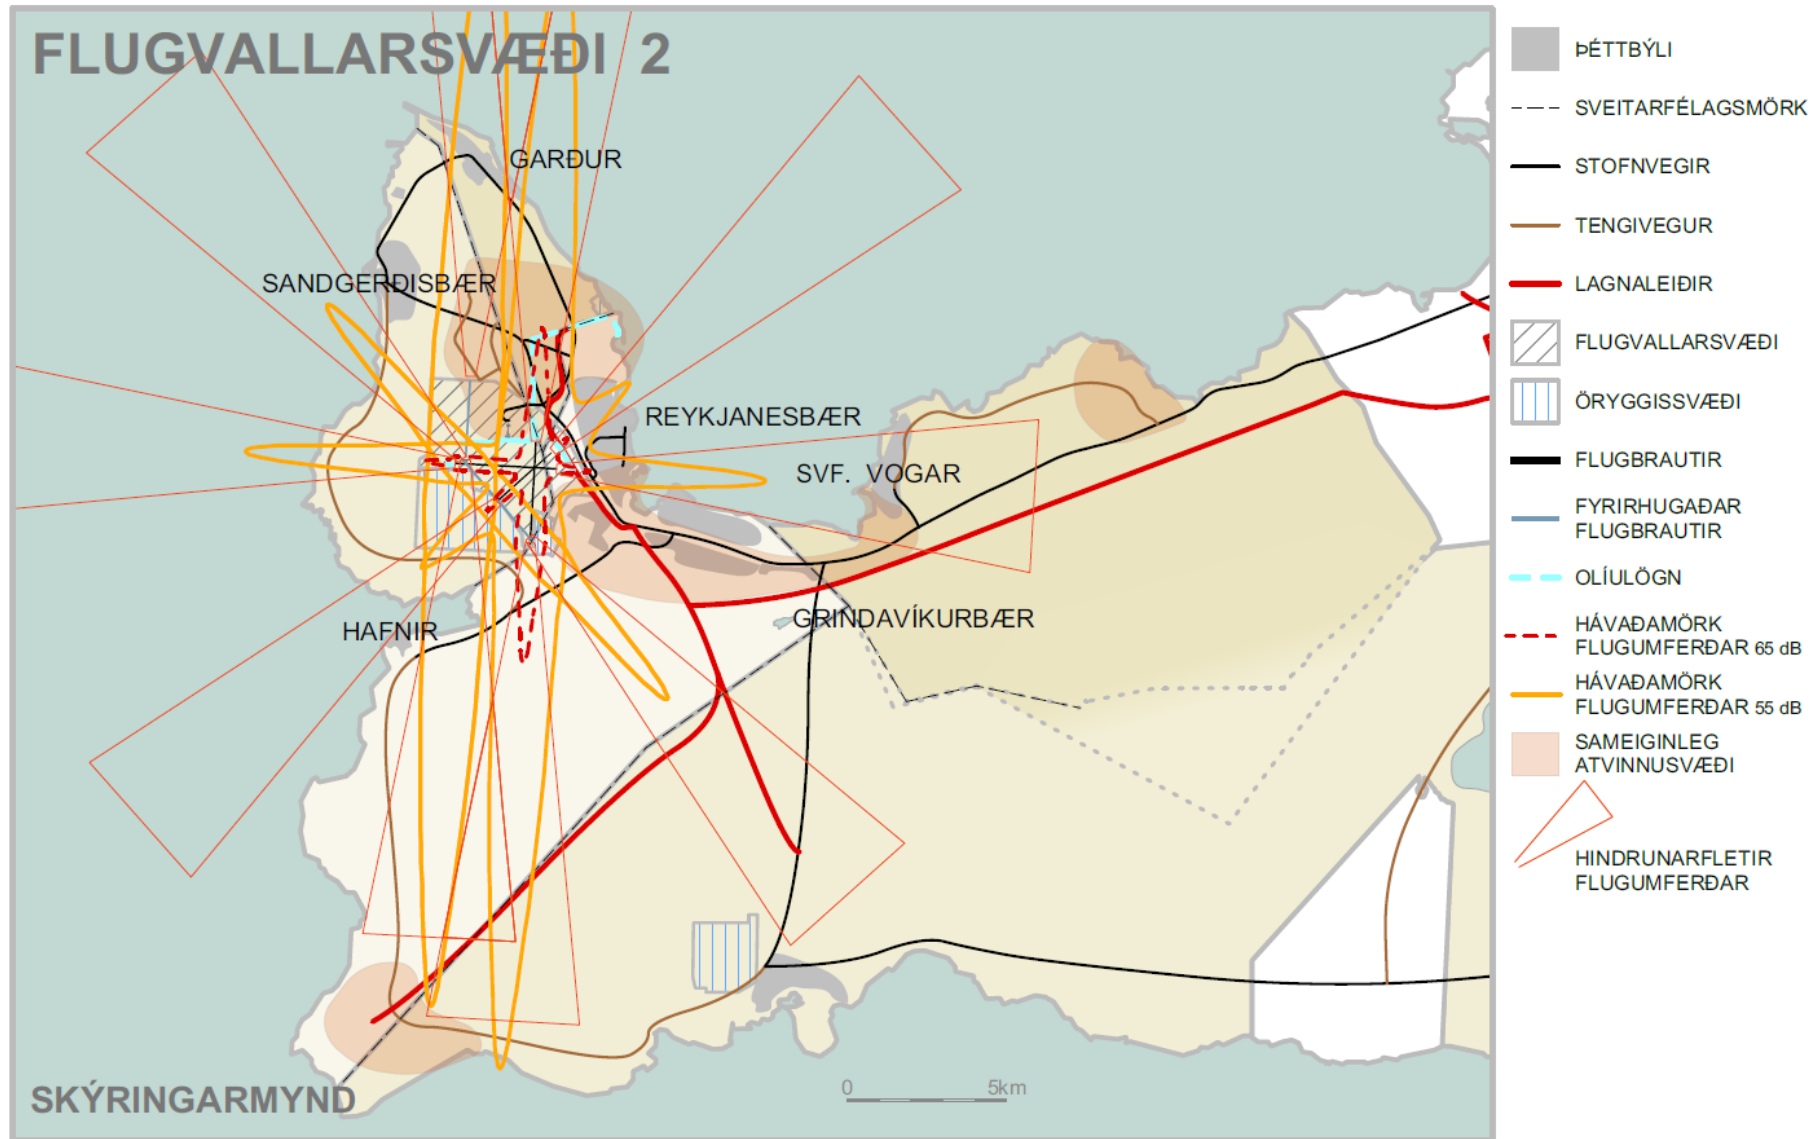 FLUGVALLARSVÆÐI 2
GARÐUR
SANDGERÐISBÆR
REYKJANESBÆR
SVF. VOGAR
GRINDAVÍKURBÆR
HAFNIR
SKÝRINGARMYND
0 5km
ÞÉTTBÝLI
SVEITARFÉLAGSMÖRK
STOFNVEGIR
TENGIVEGUR
LAGNALEIÐIR
FLUGVALLARSVÆÐI
ÖRYGGISSVÆÐI
FLUGBRAUTIR
FYRIRHUGAÐAR
FLUGBRAUTIR
OLÍULÖGN
HÁVAÐAMÖRK
FLUGUMFERÐAR 65 dB
HÁVAÐAMÖRK
FLUGUMFERÐAR 55 dB
SAMEIGINLEG
ATVINNUSVÆÐI
HINDRUNARFLETIR
FLUGUMFERÐAR